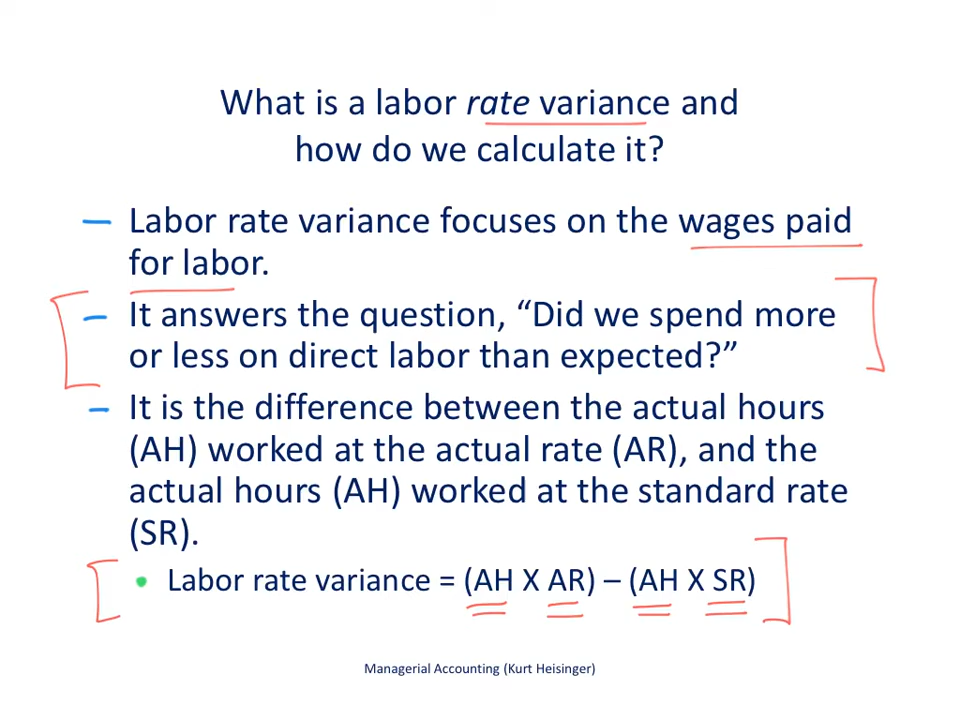 What is a labor rate variance and
how do we calculate it?
Labor rate variance focuses on the wages paid
for labor.
It answers the question, “Did we spend more
or less on direct labor than expected?”
It is the difference between the actual hours
(AH) worked at the actual rate (AR), and the
actual hours (AH) worked at the standard rate
(SR).
• Labor rate variance = (AH X AR) – (AH X SR)
Managerial Accounting (Kurt Heisinger)